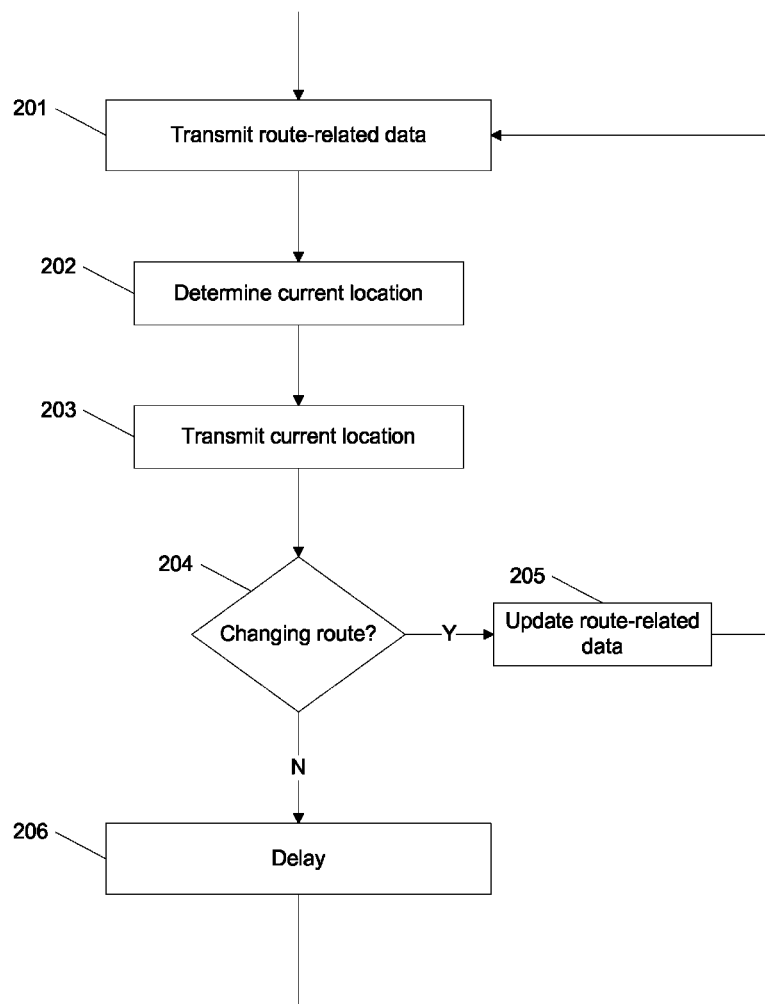 201
Transmit route-related data
202
Determine current location
203
Transmit current location
204
Changing route?
Y
205
Update route-related
data
N
206
Delay